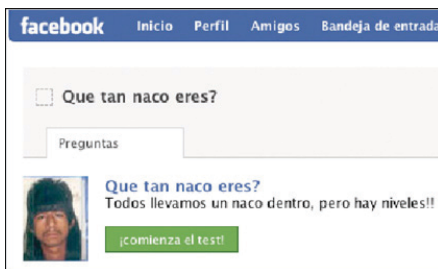 facebook Inicio Perfil Amigos Bandeja de entrada
Que tan naco eres?
Preguntas
Que tan naco eres?
Todos llevamos un naco dentro, pero hay niveles!!
¡comienza el test!